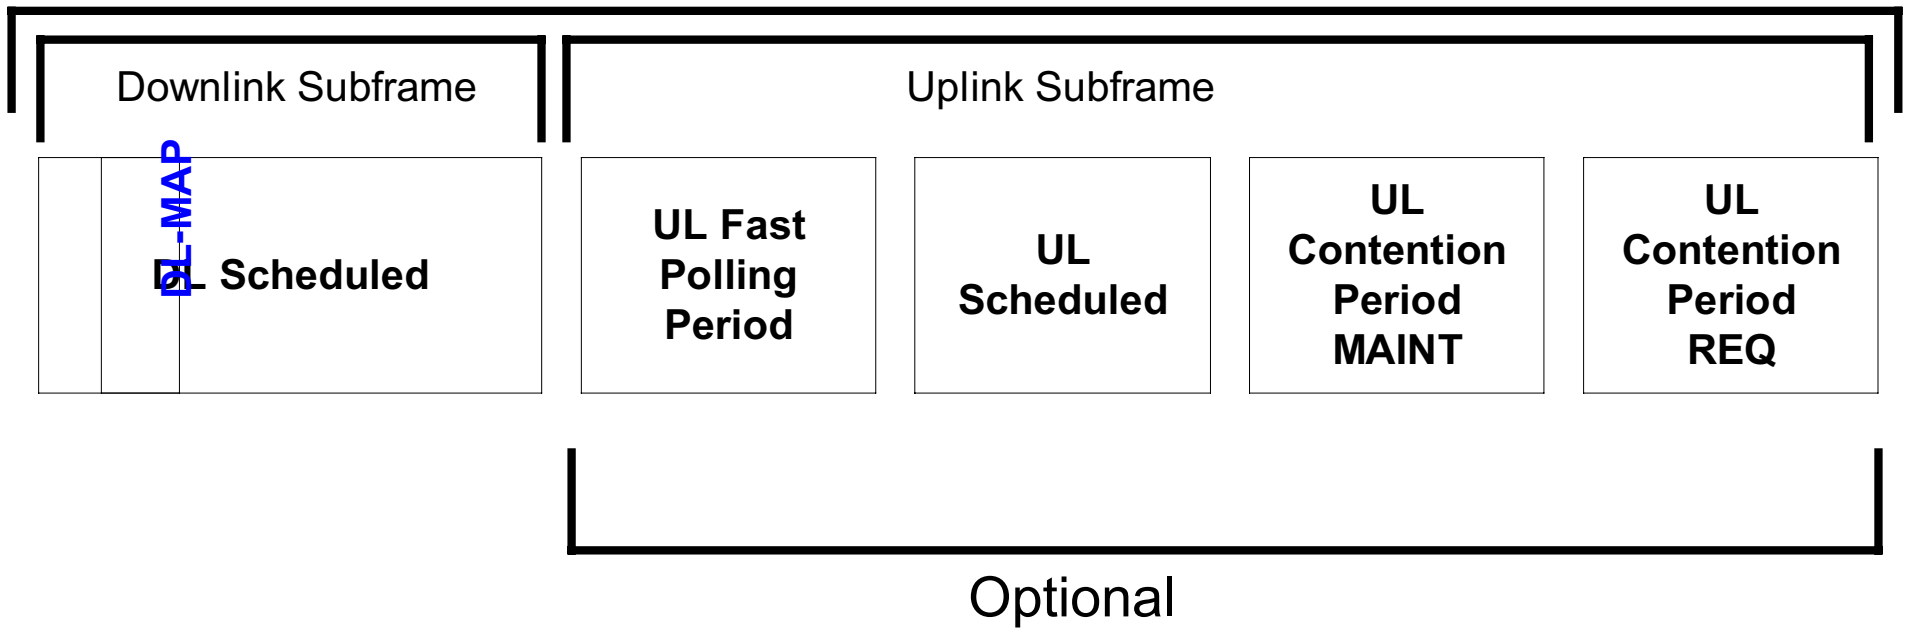 Downlink Subframe
Uplink Subframe
DL-MAP
DL Scheduled
UL Fast
Polling
Period
UL
Scheduled
UL
Contention
Period
MAINT
UL
Contention
Period
REQ
Optional